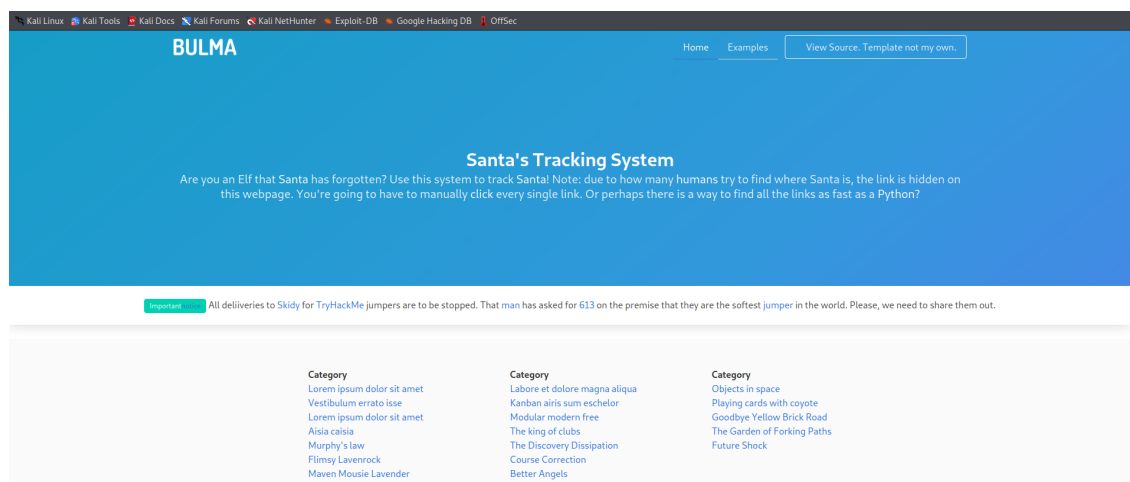 Kali Linux Kali Tools Kali Docs Kali Forums Kali NetHunter Exploit-DB Google Hacking DB OffSec
BULMA Home Examples View Source. Template not my own.
Santa's Tracking System
Are you an Elf that Santa has forgotten? Use this system to track Santa! Note: due to how many humans try to find where Santa is, the link is hidden on
this webpage. You're going to have to manually click every single link. Or perhaps there is a way to find all the links as fast as a Python?
Important notice All deliiveries to Skidy for TryHackMe jumpers are to be stopped. That man has asked for 613 on the premise that they are the softest jumper in the world. Please, we need to share them out.
Category
Lorem ipsum dolor sit amet
Vestibulum errato isse
Lorem ipsum dolor sit amet
Aisia caisia
Murphy's law
Flimsy Lavenrock
Maven Mousie Lavender
Category
Labore et dolore magna aliqua
Kanban airis sum eschelor
Modular modern free
The king of clubs
The Discovery Dissipation
Course Correction
Better Angels
Category
Objects in space
Playing cards with coyote
Goodbye Yellow Brick Road
The Garden of Forking Paths
Future Shock